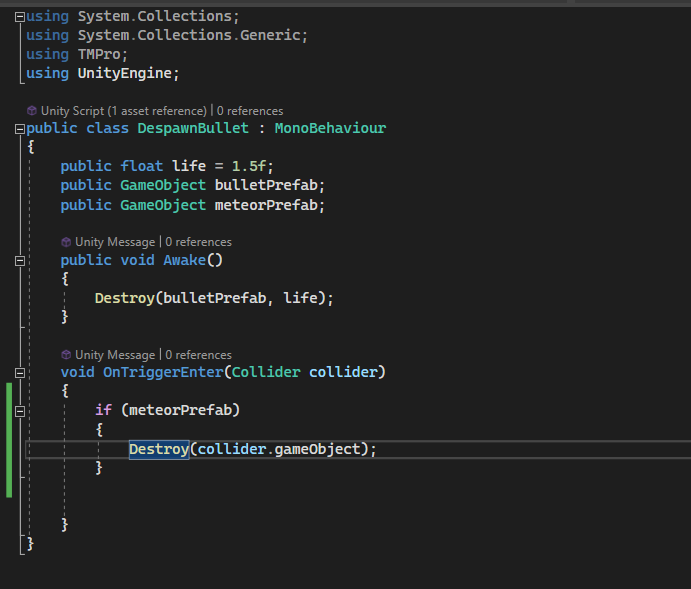 using System.Collections;
using System.Collections.Generic;
using TMPro;
using UnityEngine;
Unity Script (1 asset reference) | 0 references
public class DespawnBullet : MonoBehaviour
{
public float life = 1.5f;
public GameObject bulletPrefab;
public GameObject meteorPrefab;
Unity Message | 0 references
public void Awake()
{
Destroy(bulletPrefab, life);
}
Unity Message | 0 references
void OnTriggerEnter(Collider collider)
{
if (meteorPrefab)
{
Destroy(collider.gameObject);
}
}
}